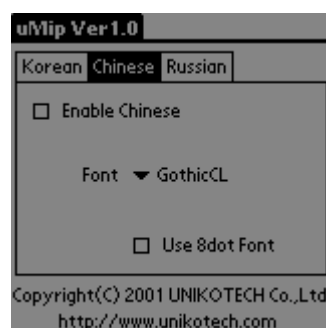 uMip Ver1.0
Korean Chinese Russian
Enable Chinese
Font GothicCL
Use 8dot Font
Copyright(C) 2001 UNIKOTECH Co.,Ltd
http://www.unikotech.com